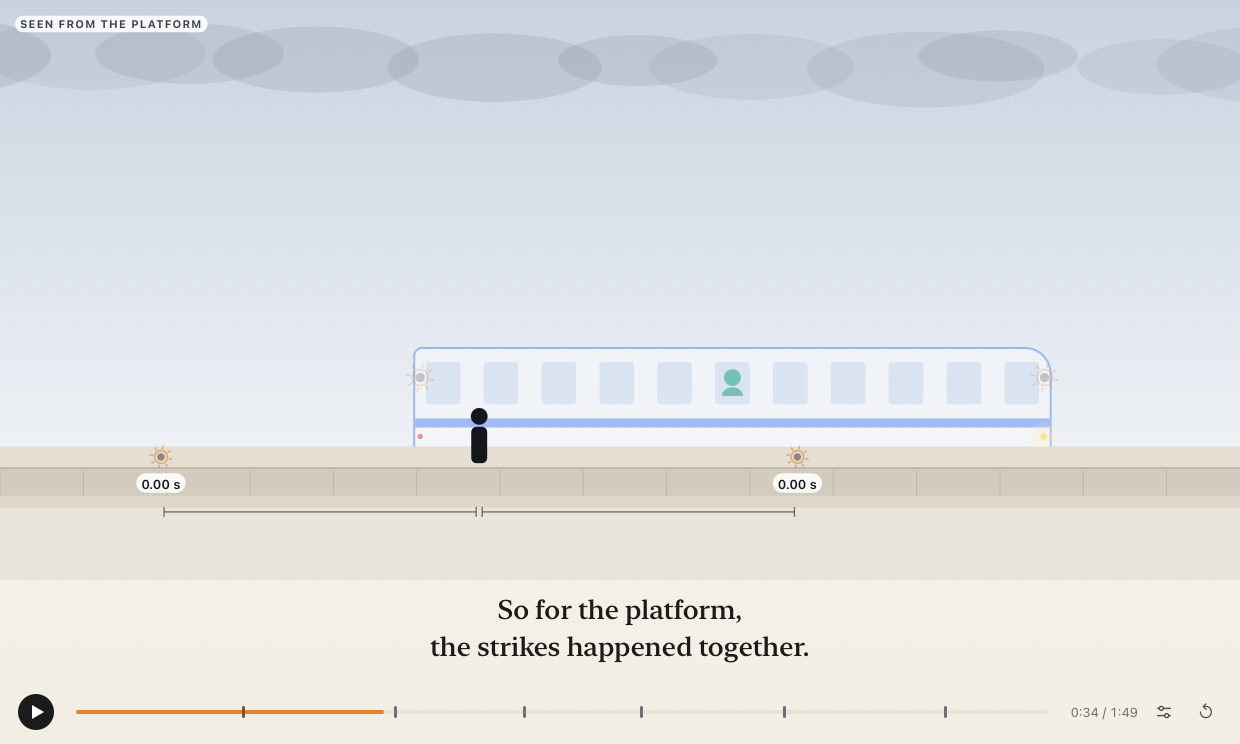 SEEN FROM THE PLATFORM
0.00 s
0.00 s
So for the platform,
the strikes happened together.
0:34 / 1:49